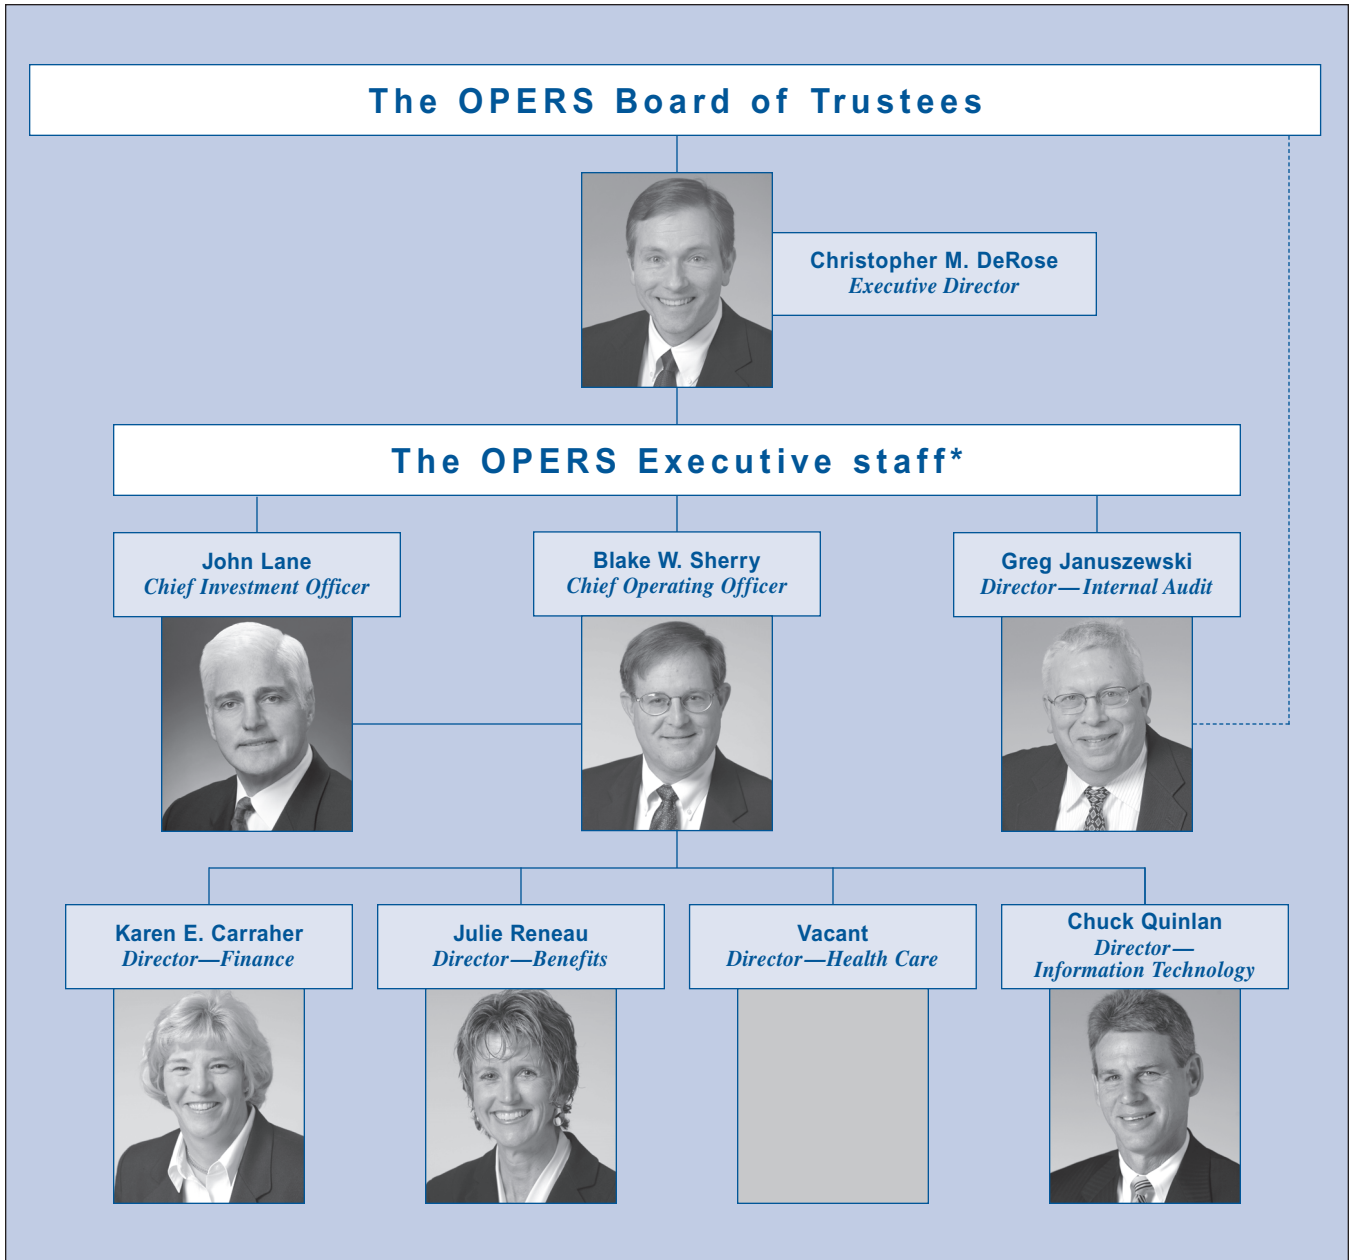 The OPERS Board of Trustees
Christopher M. DeRose
Executive Director
The OPERS Executive staff*
John Lane
Chief Investment Officer
Blake W. Sherry
Chief Operating Officer
Greg Januszewski
Director—Internal Audit
Karen E. Carraher
Director—Finance
Julie Reneau
Director—Benefits
Vacant
Director—Health Care
Chuck Quinlan
Director—
Information Technology